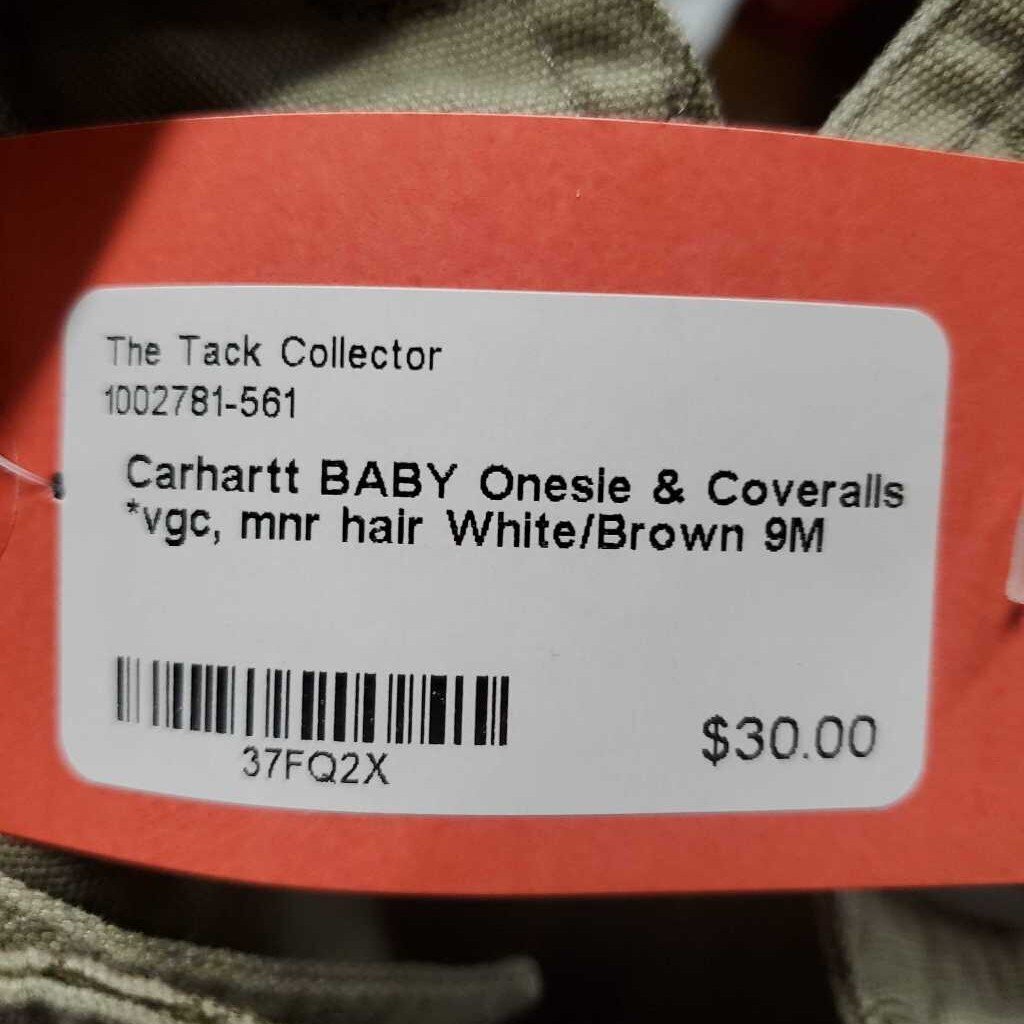 The Tack Collector
1002781-561
Carhartt BABY Onesie & Coveralls
*vgc, mnr hair White/Brown 9M
37FQ2X
$30.00